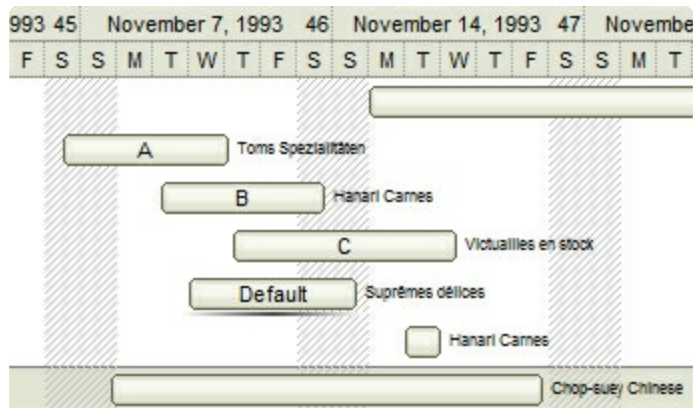 993 45 November 7, 1993 46 November 14, 1993 47 Novembe
F S S M T W T F S S M T W T F S S M T
A Toms Spezialitäten
B Hanari Carnes
C Victuailles en stock
Default Suprêmes délices
Hanari Carnes
Chop-suey Chinese